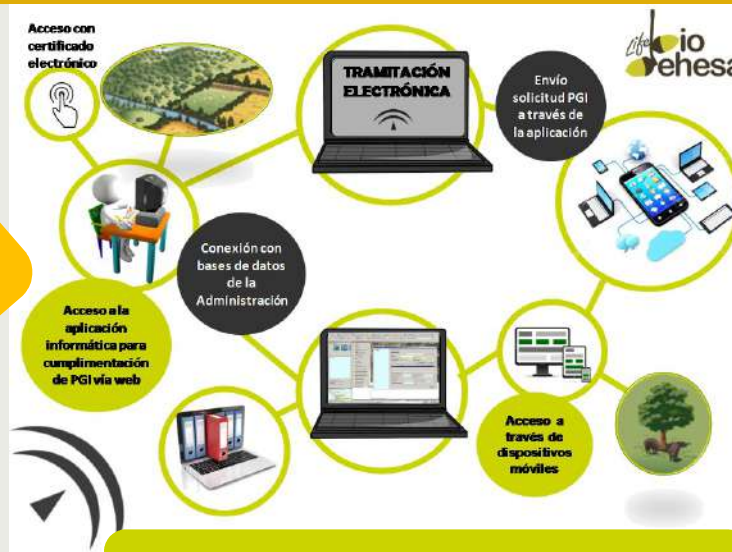 Acceso con
certificado
electrónico
TRAMITACIÓN
ELECTRÓNICA
Envío
solicitud PGI
a través de
la aplicación
Life
io
ehesa
Conexión con
bases de datos
de la
Administración
Acceso a la
aplicación
informática para
cumplimentación
de PGI vía web
Acceso a
través de
dispositivos
móviles